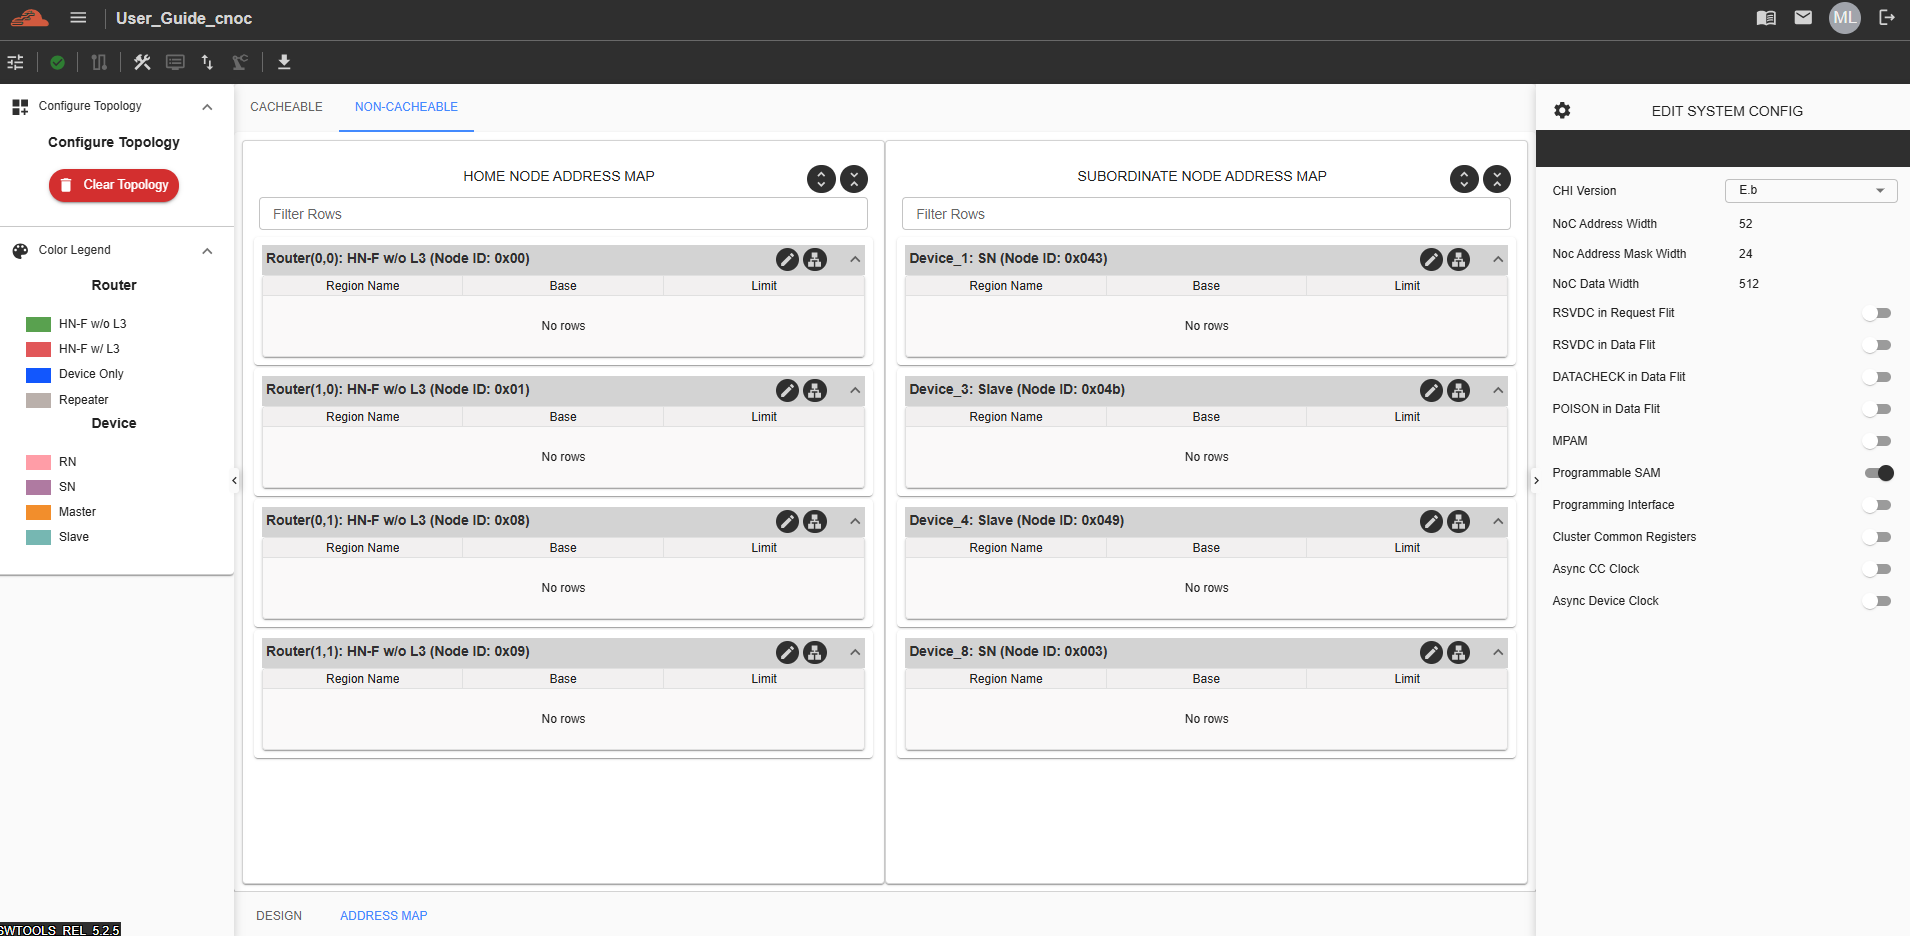 User_Guide_cnoc
ML
Configure Topology
Configure Topology
Clear Topology
Color Legend
Router
HN-F w/o L3
HN-F w/ L3
Device Only
Repeater
Device
RN
SN
Master
Slave
SWTOOLS_REL_5.2.5
CACHEABLE
NON-CACHEABLE
HOME NODE ADDRESS MAP
Filter Rows
Router(0,0): HN-F w/o L3 (Node ID: 0x00)
Region Name Base Limit
No rows
Router(1,0): HN-F w/o L3 (Node ID: 0x01)
Region Name Base Limit
No rows
Router(0,1): HN-F w/o L3 (Node ID: 0x08)
Region Name Base Limit
No rows
Router(1,1): HN-F w/o L3 (Node ID: 0x09)
Region Name Base Limit
No rows
SUBORDINATE NODE ADDRESS MAP
Filter Rows
Device_1: SN (Node ID: 0x043)
Region Name Base Limit
No rows
Device_3: Slave (Node ID: 0x04b)
Region Name Base Limit
No rows
Device_4: Slave (Node ID: 0x049)
Region Name Base Limit
No rows
Device_8: SN (Node ID: 0x003)
Region Name Base Limit
No rows
DESIGN
ADDRESS MAP
EDIT SYSTEM CONFIG
CHI Version E.b
NoC Address Width 52
Noc Address Mask Width 24
NoC Data Width 512
RSVDC in Request Flit
RSVDC in Data Flit
DATACHECK in Data Flit
POISON in Data Flit
MPAM
Programmable SAM
Programming Interface
Cluster Common Registers
Async CC Clock
Async Device Clock